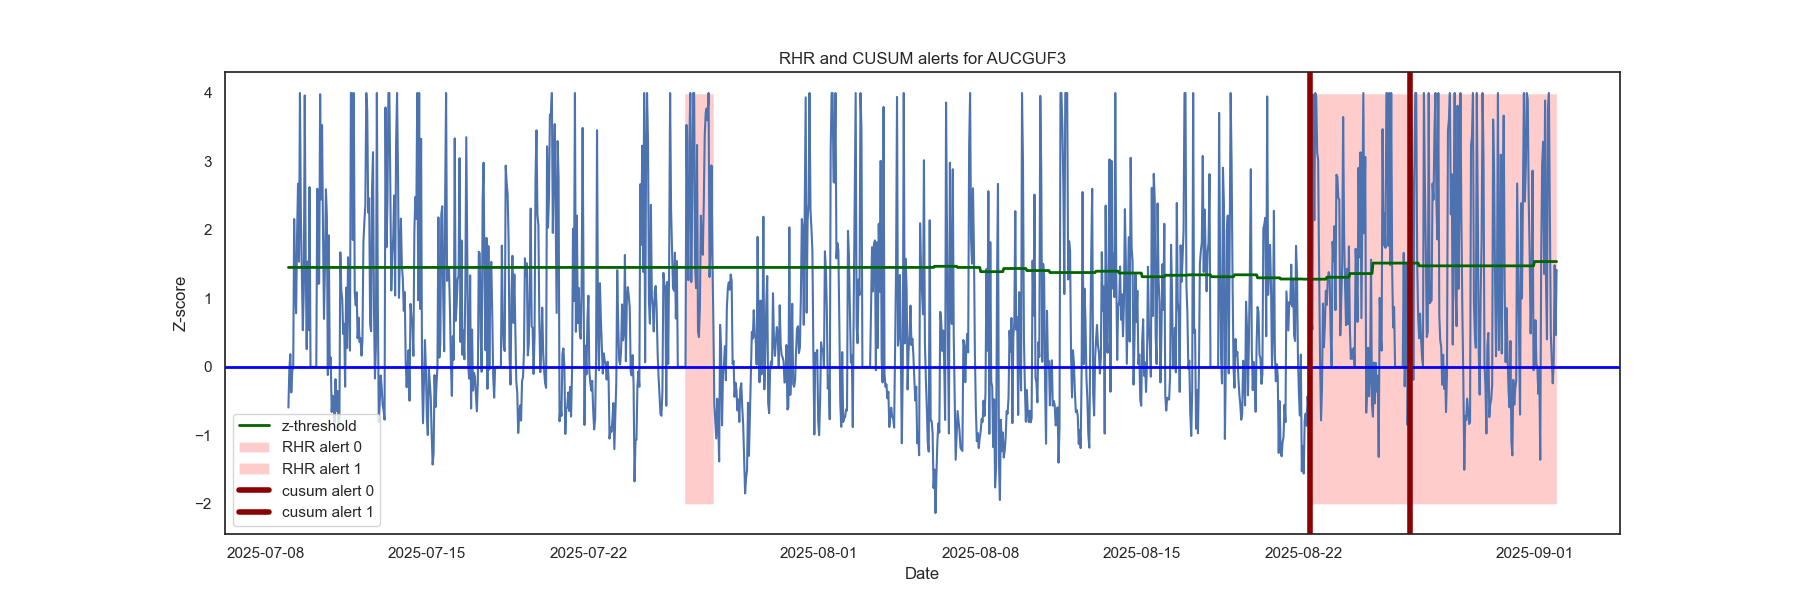 RHR and CUSUM alerts for AUCGUF3
Z-score
4
3
2
1
0
−1
−2
z-threshold
RHR alert 0
RHR alert 1
cusum alert 0
cusum alert 1
2025-07-08 2025-07-15 2025-07-22 2025-08-01 2025-08-08 2025-08-15 2025-08-22 2025-09-01
Date